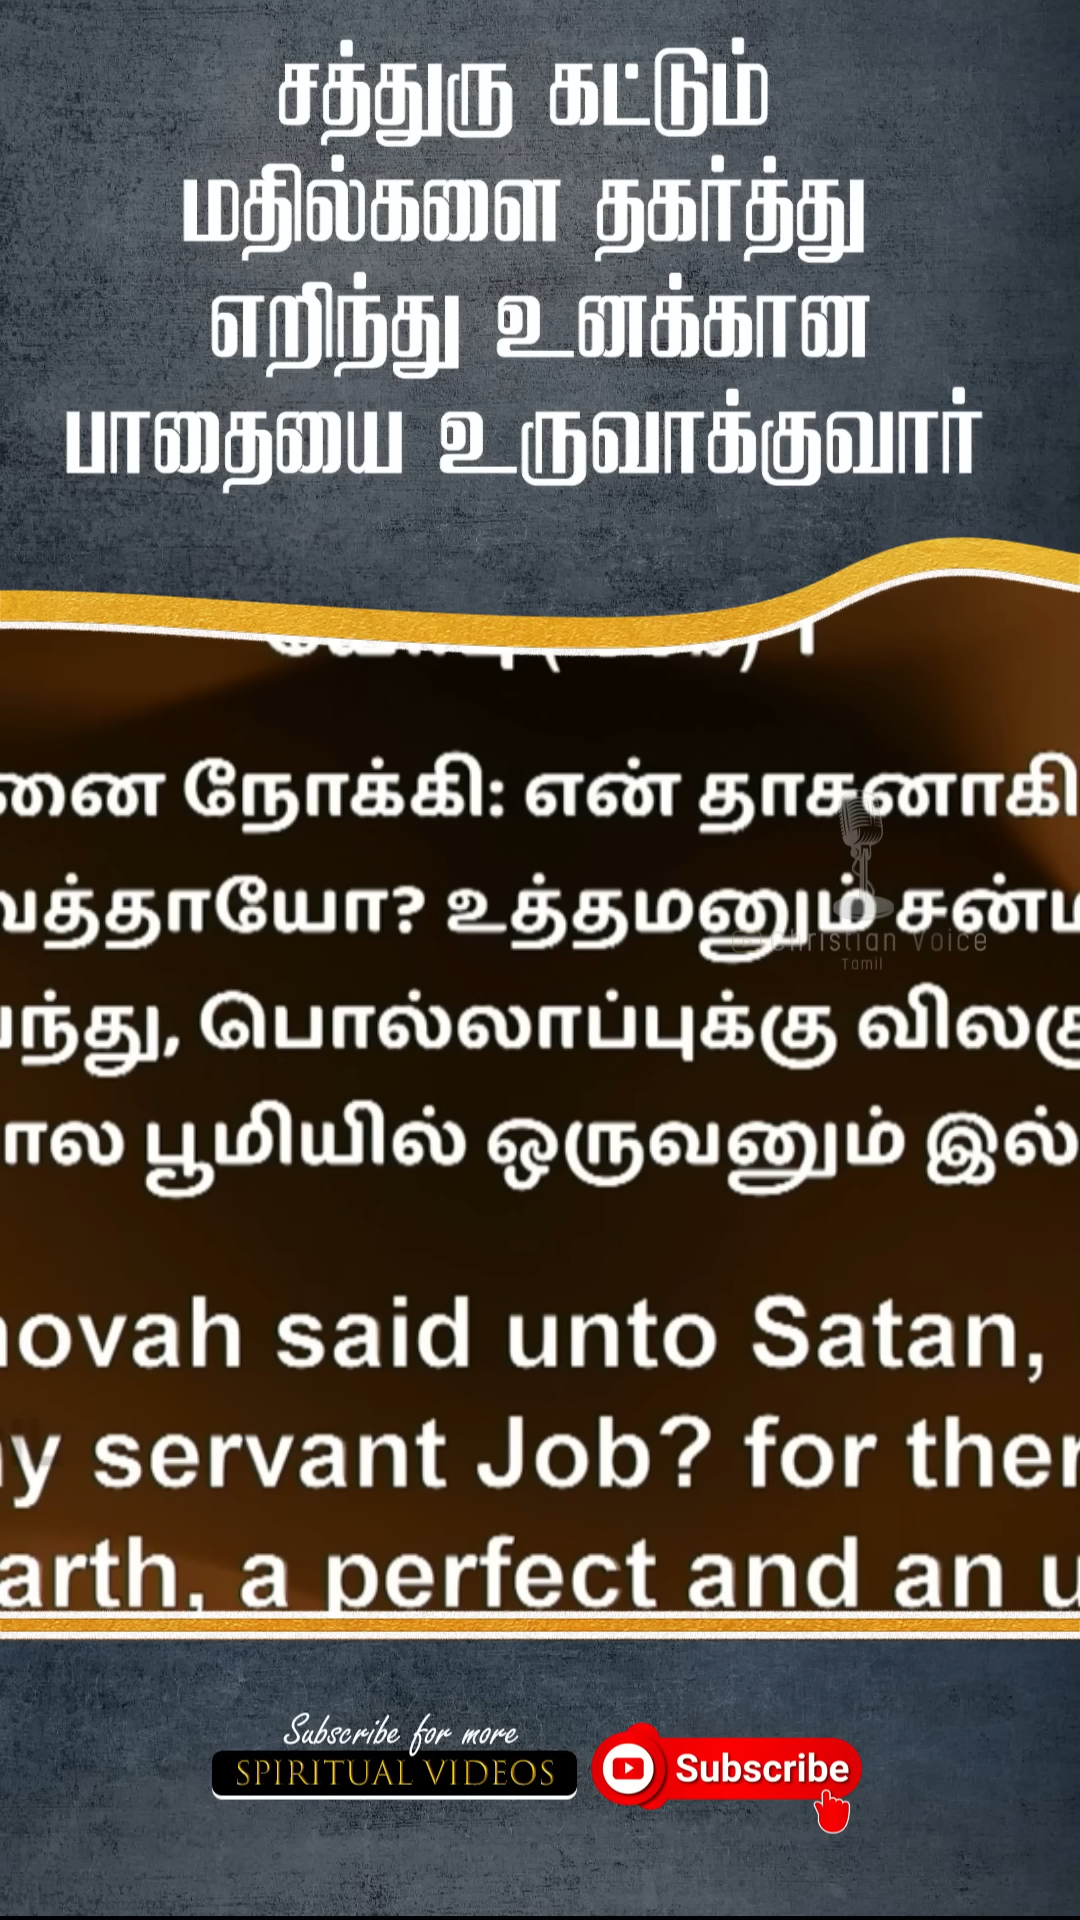 சத்துரு கட்டும்
மதில்களை தகர்த்து
எறிந்து உனக்கான
பாதையை உருவாக்குவார்
னை நோக்கி: என் தாசனாகி
வத்தாயோ? உத்தமனும் சன்ம
ந்து, பொல்லாப்புக்கு விலகு
ால பூமியில் ஒருவனும் இல்
Christian Voice
Tamil
novah said unto Satan,
y servant Job? for ther
arth, a perfect and an u
Subscribe for more
SPIRITUAL VIDEOS
Subscribe